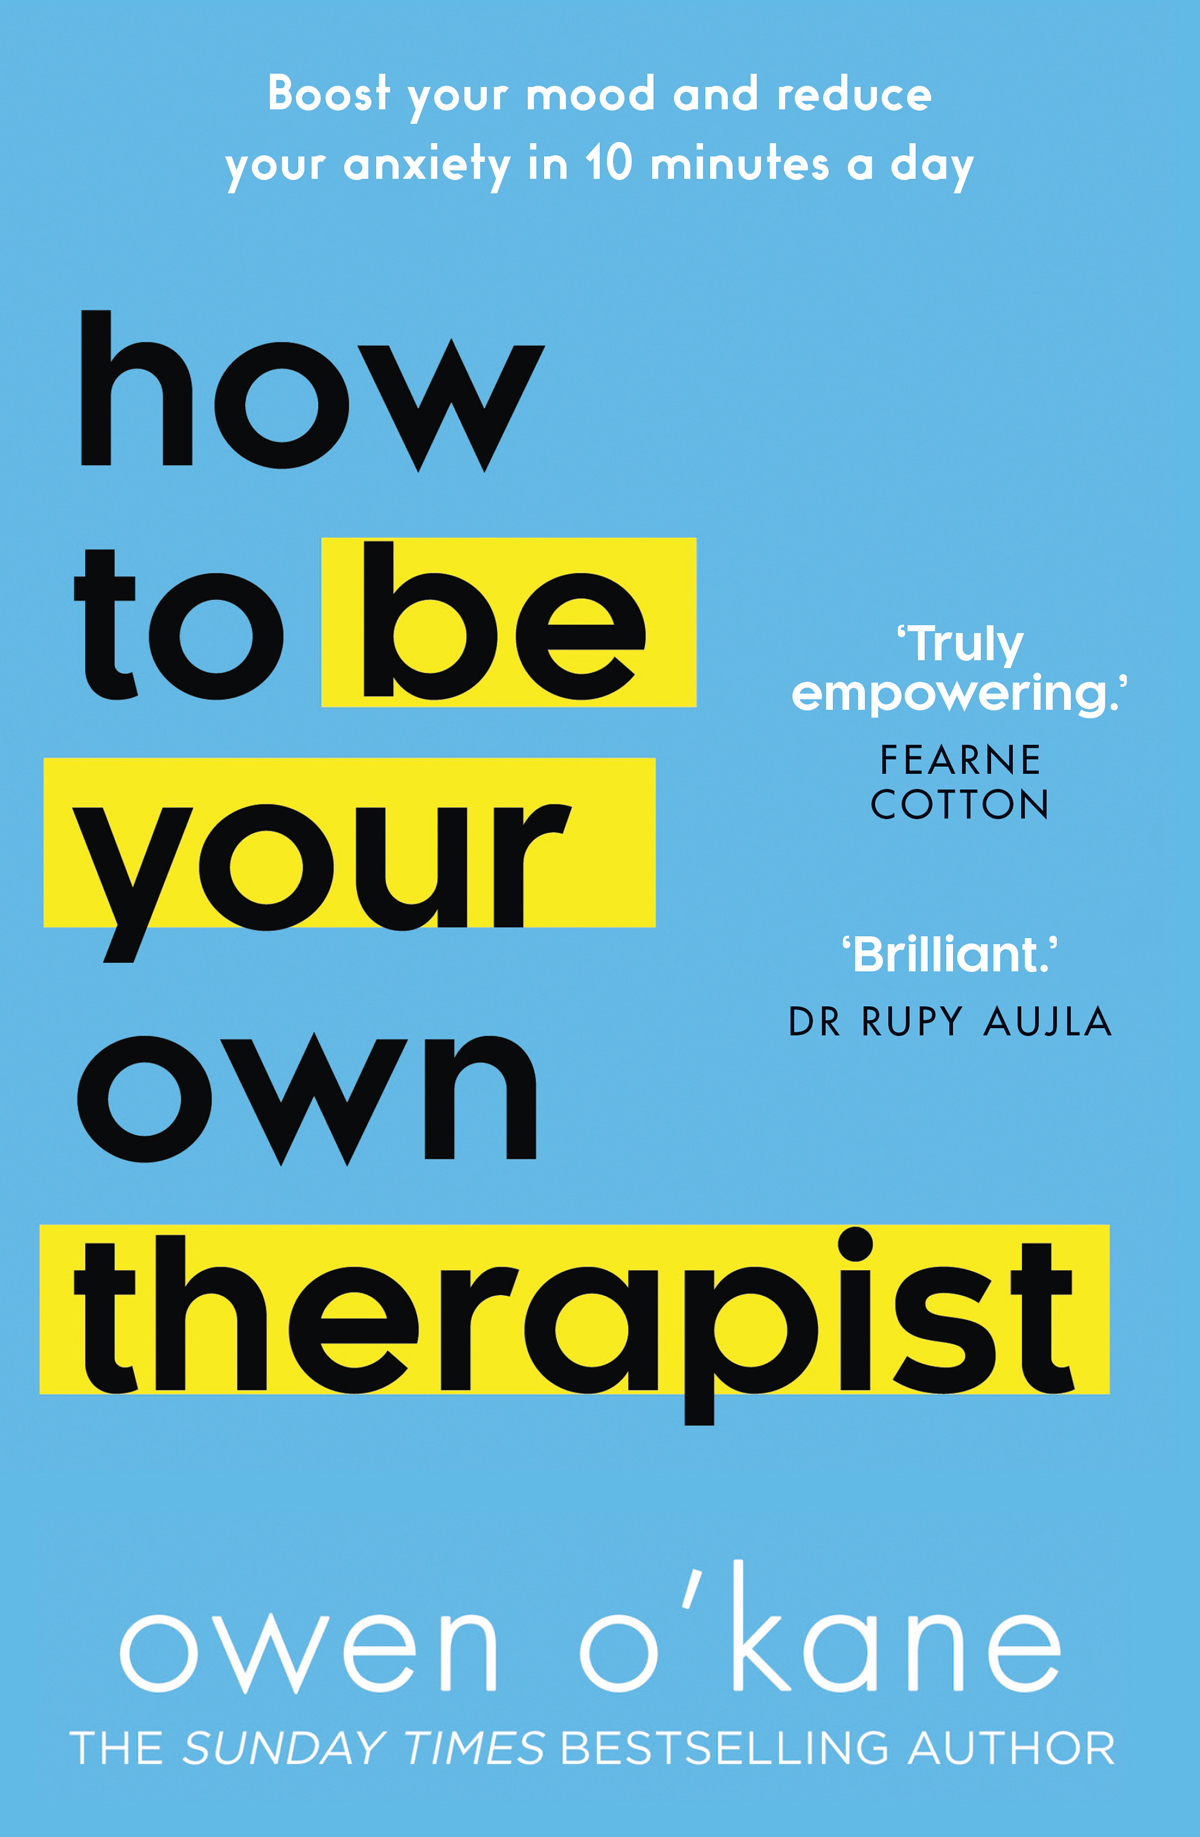 Boost your mood and reduce
your anxiety in 10 minutes a day
how
to be
your
own
therapist
‘Truly
empowering.’
FEARNE
COTTON
‘Brilliant.’
DR RUPY AUJLA
owen o’kane
THE SUNDAY TIMES BESTSELLING AUTHOR